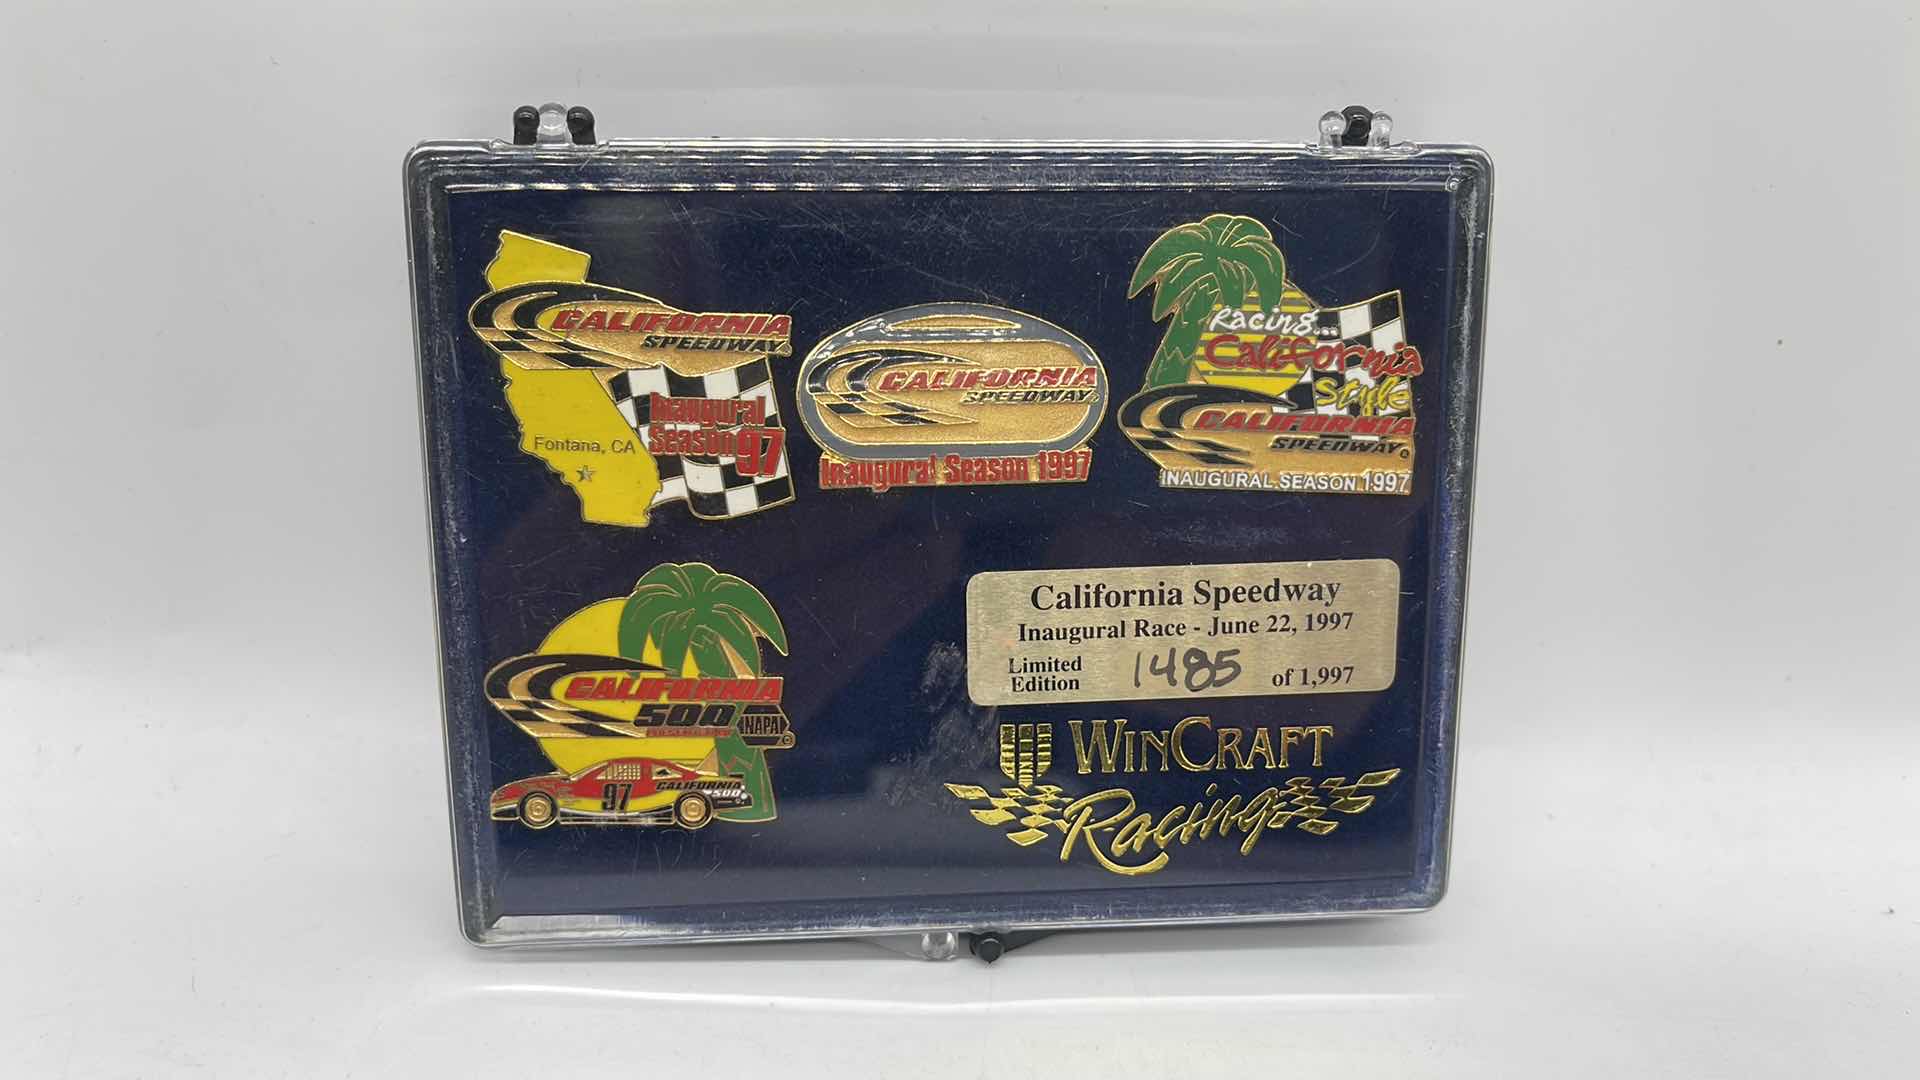 CALIFORNIA
SPEEDWAY
Inaugural
Season 97
Fontana, CA
CALIFORNIA
SPEEDWAY
Inaugural Season 1997
Racing...
California
Style
CALIFORNIA
SPEEDWAY
INAUGURAL SEASON 1997
CALIFORNIA
500
NAPA
97
CALIFORNIA
500
California Speedway
Inaugural Race - June 22, 1997
Limited
Edition 1485 of 1,997
WINCRAFT
Racing